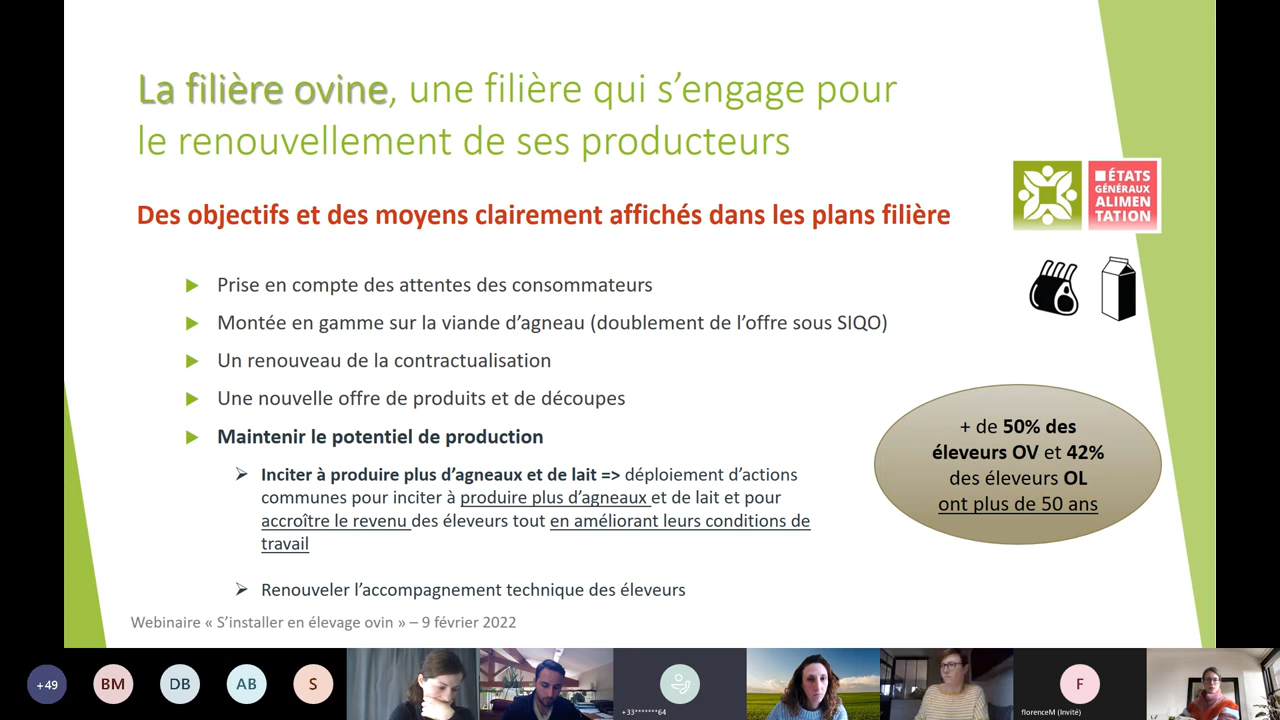 La filière ovine, une filière qui s’engage pour
le renouvellement de ses producteurs
ÉTATS
GÉNÉRAUX
ALIMEN
TATION
Des objectifs et des moyens clairement affichés dans les plans filière
Prise en compte des attentes des consommateurs
Montée en gamme sur la viande d’agneau (doublement de l’offre sous SIQO)
Un renouveau de la contractualisation
Une nouvelle offre de produits et de découpes
Maintenir le potentiel de production
Inciter à produire plus d’agneaux et de lait => déploiement d’actions
communes pour inciter à produire plus d’agneaux et de lait et pour
accroître le revenu des éleveurs tout en améliorant leurs conditions de
travail
Renouveler l’accompagnement technique des éleveurs
+ de 50% des
éleveurs OV et 42%
des éleveurs OL
ont plus de 50 ans
Webinaire « S’installer en élevage ovin » – 9 février 2022
+49
BM
DB
AB
S
+33*******64
F
florenceM (Invité)